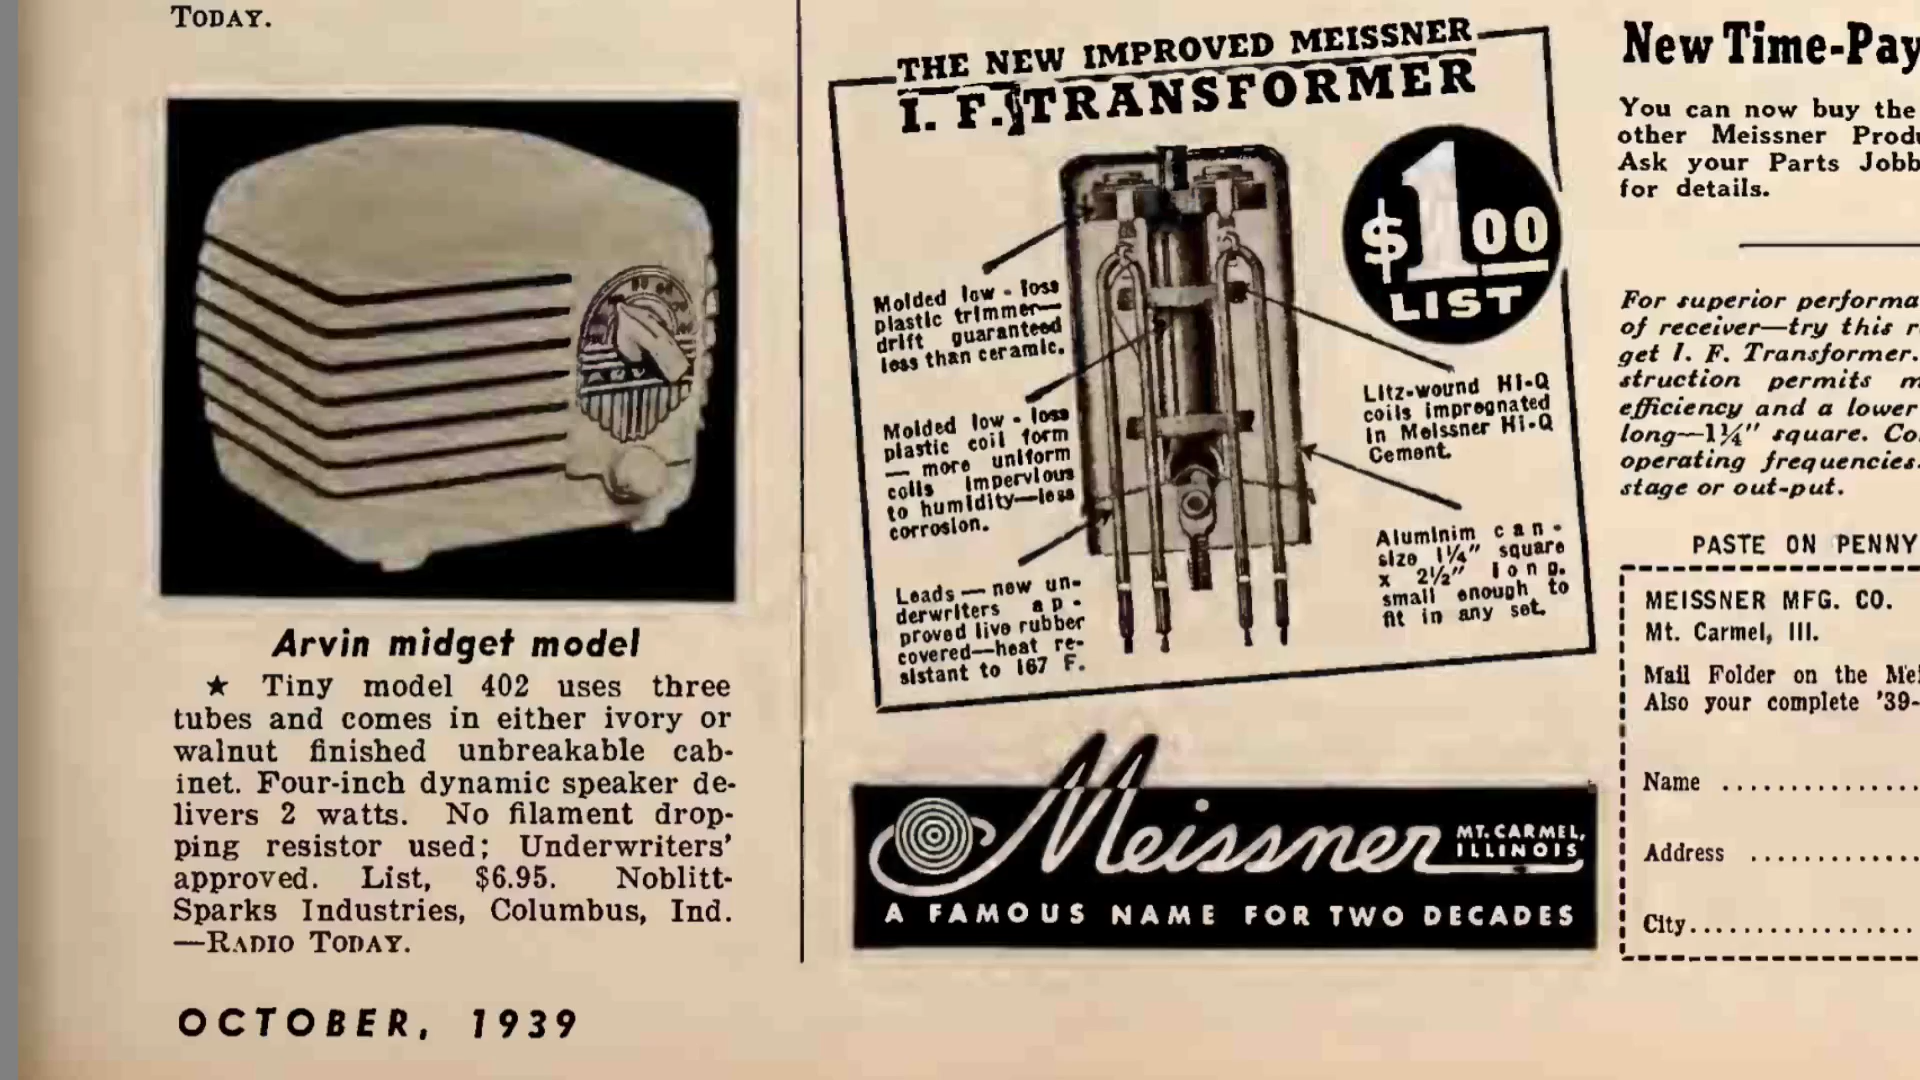 TODAY.
Arvin midget model
★ Tiny model 402 uses three
tubes and comes in either ivory or
walnut finished unbreakable cab-
inet. Four-inch dynamic speaker de-
livers 2 watts. No filament drop-
ping resistor used; Underwriters'
approved. List, $6.95. Noblitt-
Sparks Industries, Columbus, Ind.
—RADIO TODAY.
OCTOBER, 1939
THE NEW IMPROVED MEISSNER
I. F. TRANSFORMER
$1.00
LIST
Molded low-loss
plastic trimmer—
drift guaranteed
less than ceramic.
Molded low-loss
plastic coil form
— more uniform
coils impervious
to humidity—less
corrosion.
Leads — new un-
derwriters ap-
proved live rubber
covered—heat re-
sistant to 167 F.
Litz-wound Hi-Q
coils impregnated
in Meissner Hi-Q
Cement.
Aluminim can-
size 1¼" square
x 2½" long.
small enough to
fit in any set.
Meissner
MT. CARMEL,
ILLINOIS
A FAMOUS NAME FOR TWO DECADES
New Time-Pay
You can now buy the
other Meissner Produ
Ask your Parts Jobb
for details.
For superior performa
of receiver—try this r
get I. F. Transformer.
struction permits m
efficiency and a lower
long—1¼" square. Co
operating frequencies.
stage or out-put.
PASTE ON PENNY
MEISSNER MFG. CO.
Mt. Carmel, Ill.
Mail Folder on the Mei
Also your complete '39-
Name ..............
Address ............
City.................